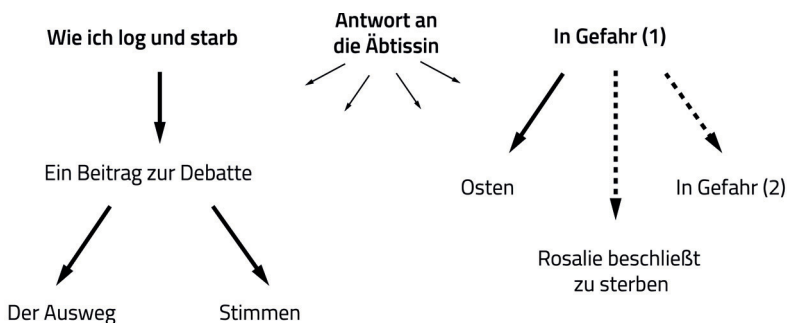 Wie ich log und starb
Antwort an
die Äbtissin
In Gefahr (1)
Ein Beitrag zur Debatte
Osten
In Gefahr (2)
Rosalie beschließt
zu sterben
Der Ausweg
Stimmen